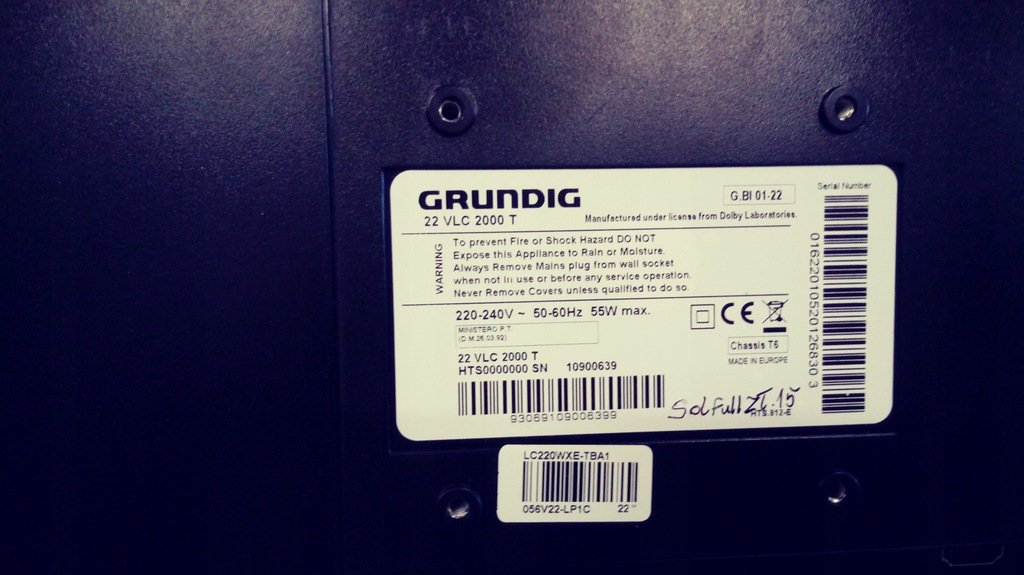 GRUNDIG
G.BI 01-22
Serial Number
22 VLC 2000 T
Manufactured under license from Dolby Laboratories.
WARNING
To prevent Fire or Shock Hazard DO NOT
Expose this Appliance to Rain or Moisture.
Always Remove Mains plug from wall socket
when not in use or before any service operation.
Never Remove Covers unless qualified to do so.
220-240V ~ 50-60Hz 55W max.
MINISTERO P.T.
(D.M.26.03.92)
CE
Chassis T6
MADE IN EUROPE
22 VLC 2000 T
HTS0000000 SN 10900639
93069109006399
HTS.812-E
01622010520126830 3
LC220WXE-TBA1
056V22-LP1C 22"